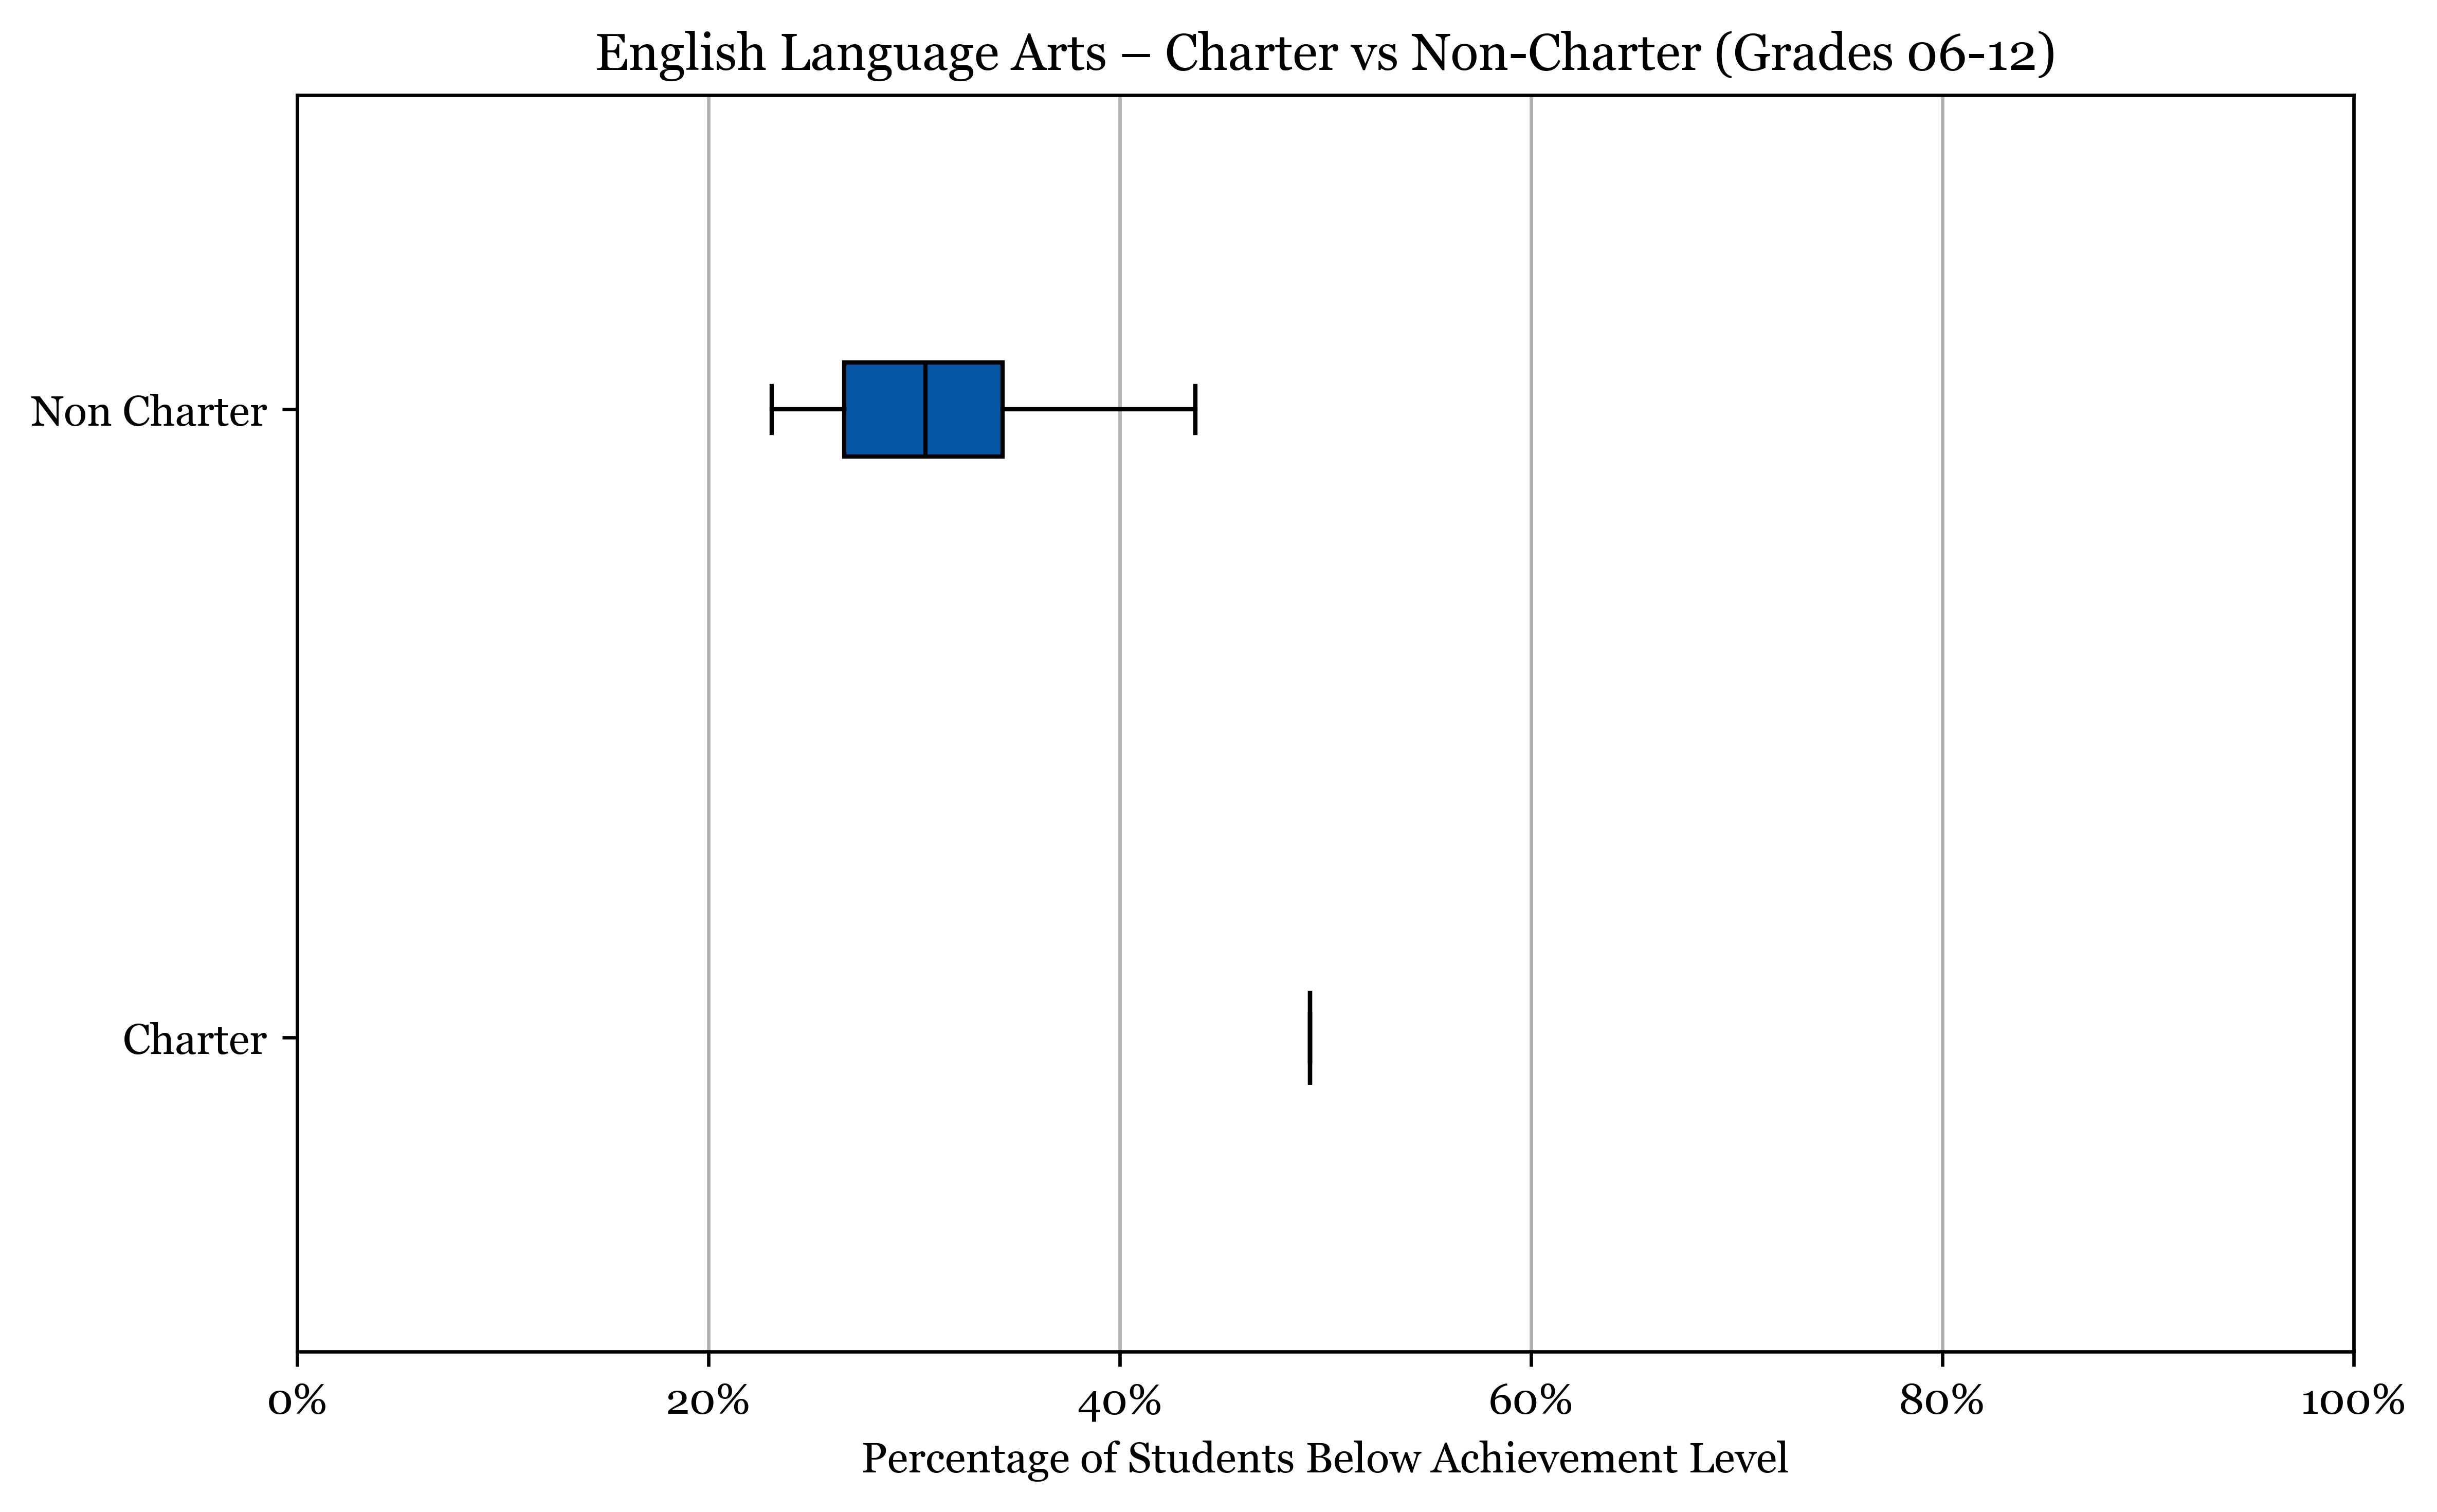 English Language Arts – Charter vs Non-Charter (Grades 06-12)
Non Charter
Charter
0% 20% 40% 60% 80% 100%
Percentage of Students Below Achievement Level